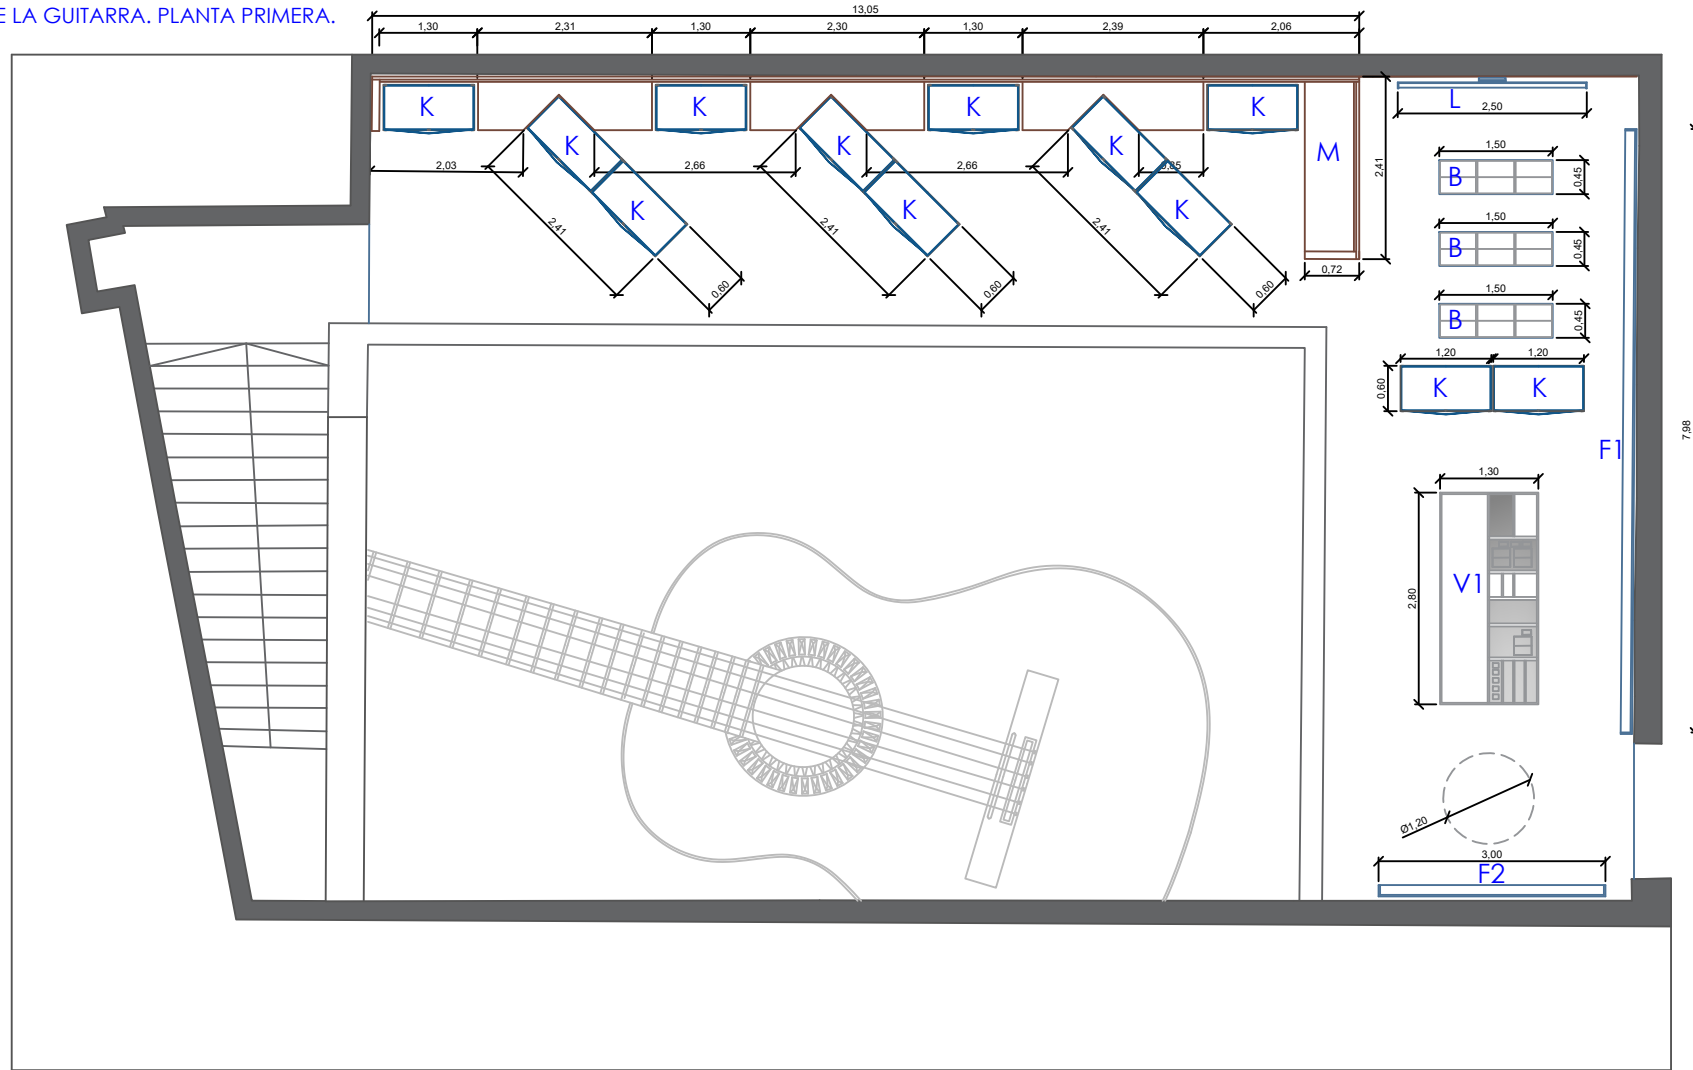 E LA GUITARRA. PLANTA PRIMERA.
13,05
1,30 2,31 1,30 2,30 1,30 2,39 2,06
K K K K L
2,50
K K K M
2,03 2,66 2,66 0,85
2,41
1,50
B 0,45
K K K
2,41 2,41 2,41
1,50
B 0,45
0,72
0,60 0,60 0,60
1,50
B 0,45
1,20 1,20
0,60 K K
7,98
F1
1,30
2,80 V1
Ø1,20
3,00
F2